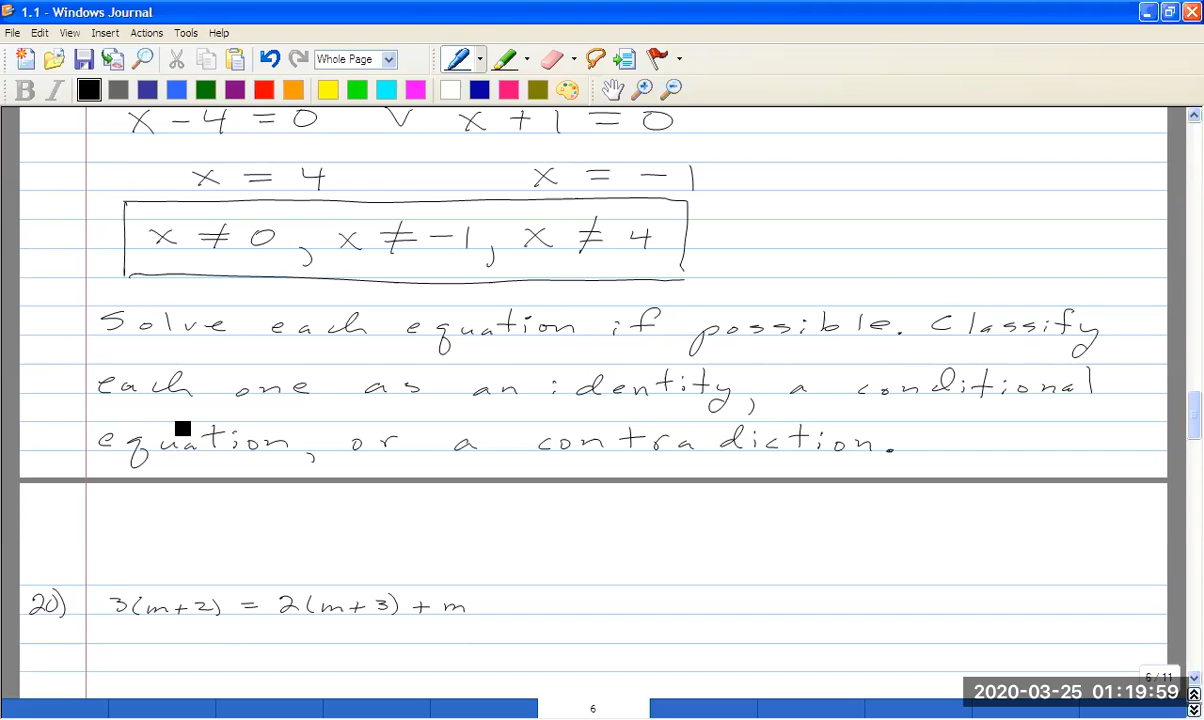 1.1 - Windows Journal
File Edit View Insert Actions Tools Help
Whole Page
B I
x - 4 = 0 ∨ x + 1 = 0
x = 4 x = - 1
x ≠ 0 , x ≠ -1 , x ≠ 4
Solve each equation if possible. Classify
each one as an identity, a conditional
equation, or a contradiction.
20) 3(m+2) = 2(m+3) + m
6 / 11
2020-03-25 01:19:59
6